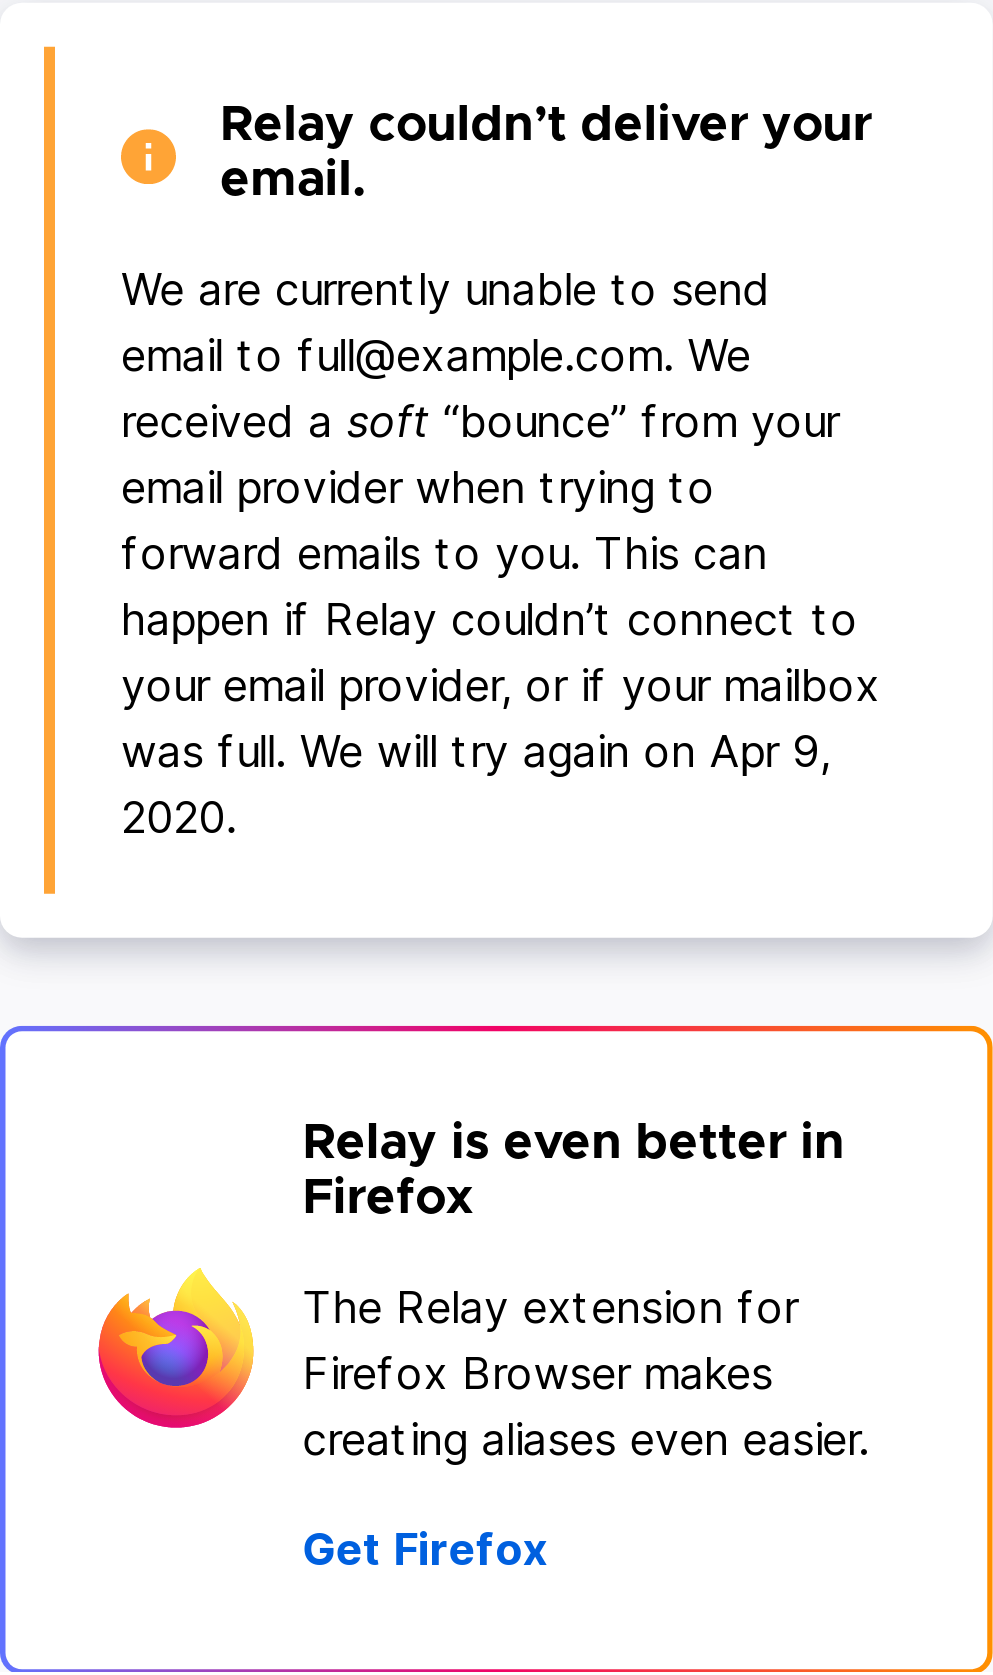 Relay couldn’t deliver your
email.
We are currently unable to send
email to full@example.com. We
received a soft “bounce” from your
email provider when trying to
forward emails to you. This can
happen if Relay couldn’t connect to
your email provider, or if your mailbox
was full. We will try again on Apr 9,
2020.
Relay is even better in
Firefox
The Relay extension for
Firefox Browser makes
creating aliases even easier.
Get Firefox